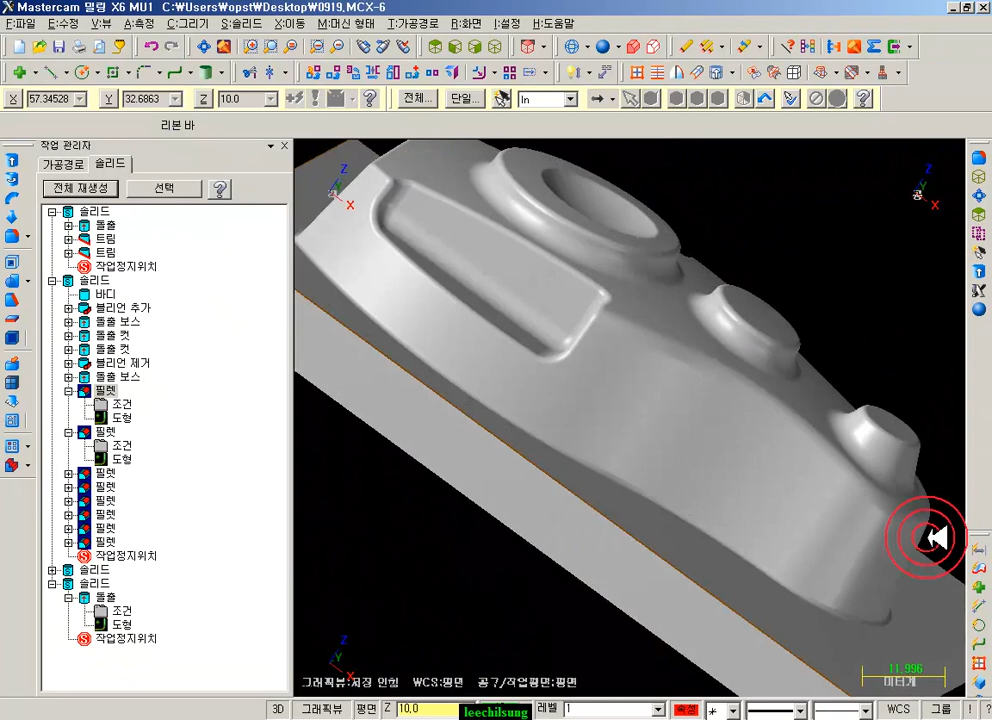 Mastercam 밀링 X6 MU1 C:₩Users₩opst₩Desktop₩0919,MCX-6
F:파일 E:수정 V:뷰 A:측정 C:그리기 S:솔리드 X:이동 M:머신 형태 T:가공경로 R:화면 I:설정 H:도움말
X 57.34528 Y 32.6863 Z 10.0 전체... 단일... In
리본 바
작업 관리자
가공경로 솔리드
전체 재생성 선택
솔리드
돌출
트림
트림
작업정지위치
솔리드
바디
블리언 추가
돌출 보스
돌출 컷
돌출 컷
블리언 제거
돌출 보스
필렛
조건
도형
필렛
조건
도형
필렛
필렛
필렛
필렛
필렛
필렛
작업정지위치
솔리드
솔리드
돌출
조건
도형
작업정지위치
Z
Y
X
Z
Y
X
Z
Y
X
그래픽뷰:저장 안됨 WCS:평면 공구/작업평면:평면
11,996
미터계
3D 그래픽뷰 평면 Z 10,0 leechilsung 레벨 1 속성 WCS 그룹 ! ?